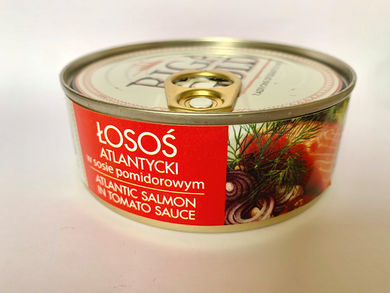 ŁOSOŚ
ATLANTYCKI
w sosie pomidorowym
ATLANTIC SALMON
IN TOMATO SAUCE